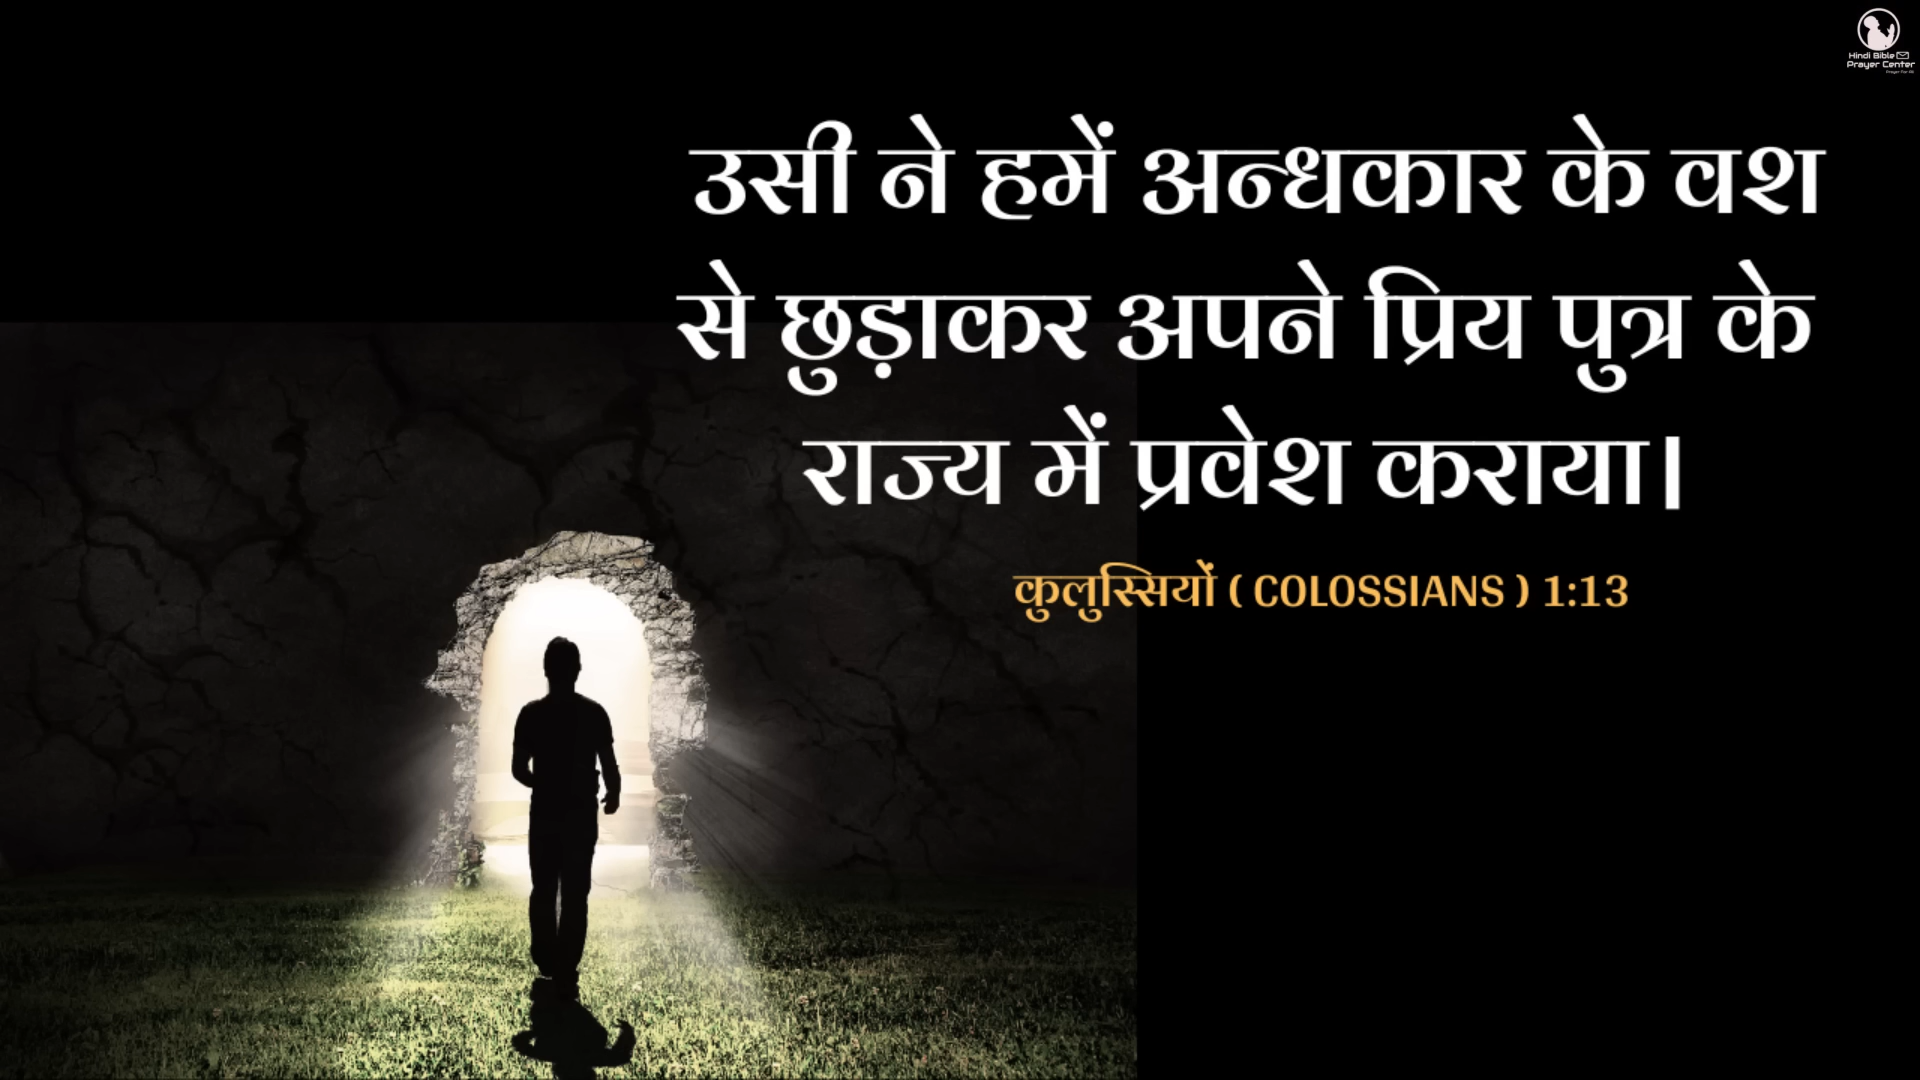 Hindi Bible
Prayer Center
उसी ने हमें अन्धकार के वश
से छुड़ाकर अपने प्रिय पुत्र के
राज्य में प्रवेश कराया।
कुलुस्सियों ( COLOSSIANS ) 1:13